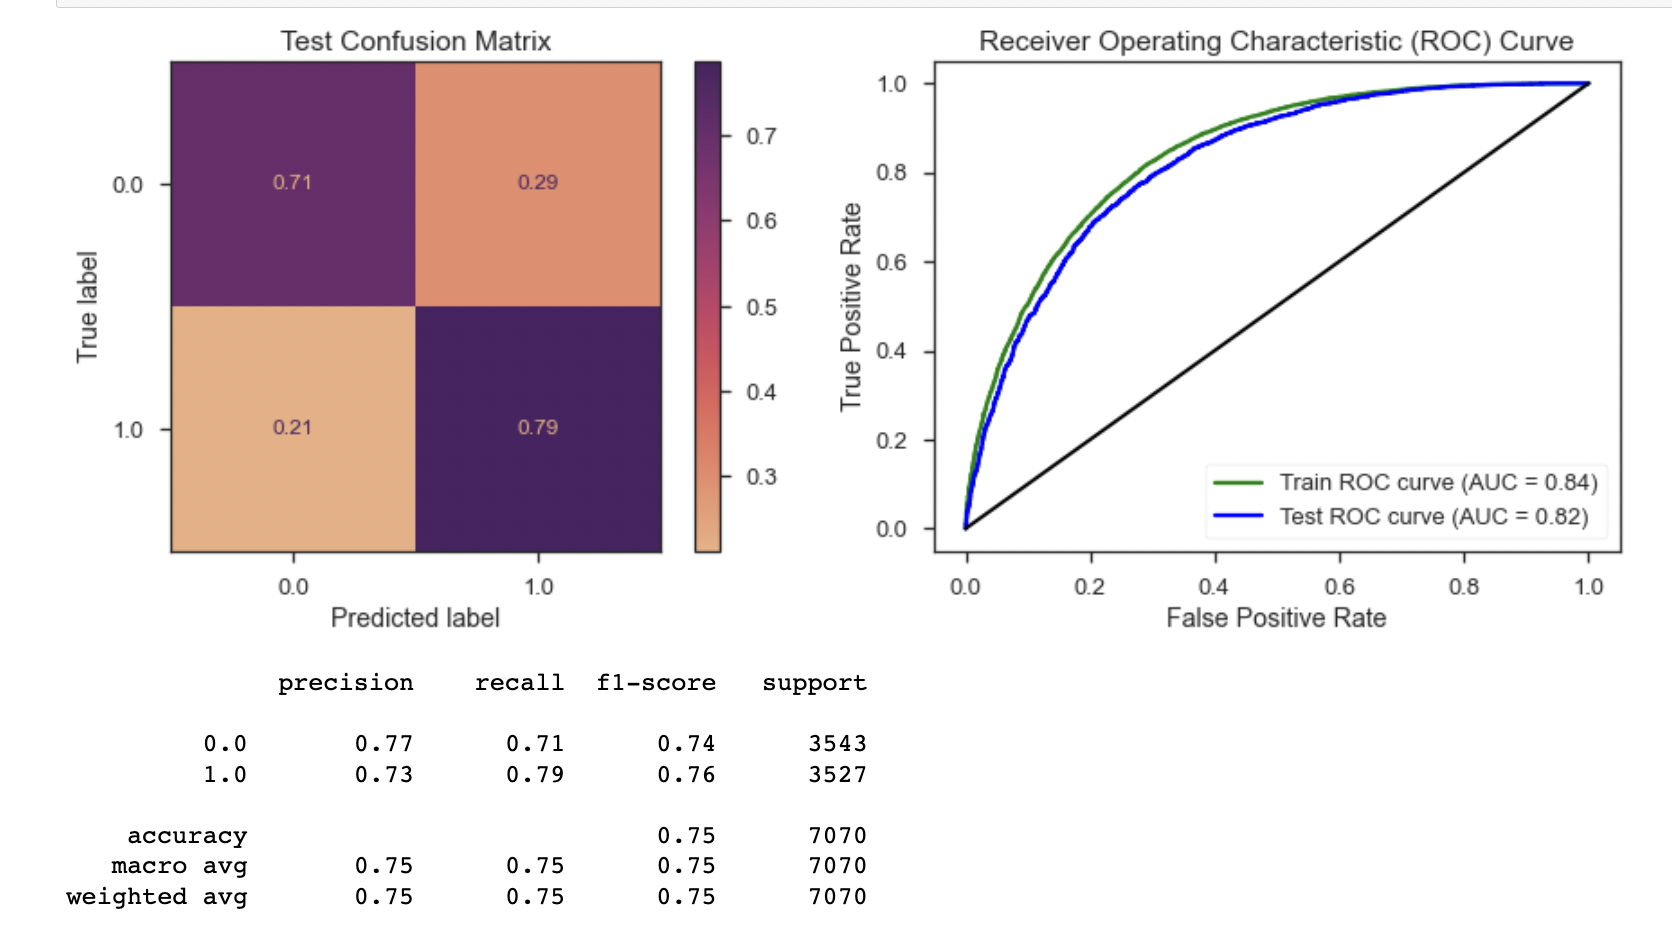 Test Confusion Matrix
0.0
1.0
True label
0.71
0.29
0.21
0.79
0.0
1.0
Predicted label
0.7
0.6
0.5
0.4
0.3
Receiver Operating Characteristic (ROC) Curve
True Positive Rate
1.0
0.8
0.6
0.4
0.2
0.0
Train ROC curve (AUC = 0.84)
Test ROC curve (AUC = 0.82)
0.0 0.2 0.4 0.6 0.8 1.0
False Positive Rate
precision recall f1-score support
0.0 0.77 0.71 0.74 3543
1.0 0.73 0.79 0.76 3527
accuracy 0.75 7070
macro avg 0.75 0.75 0.75 7070
weighted avg 0.75 0.75 0.75 7070